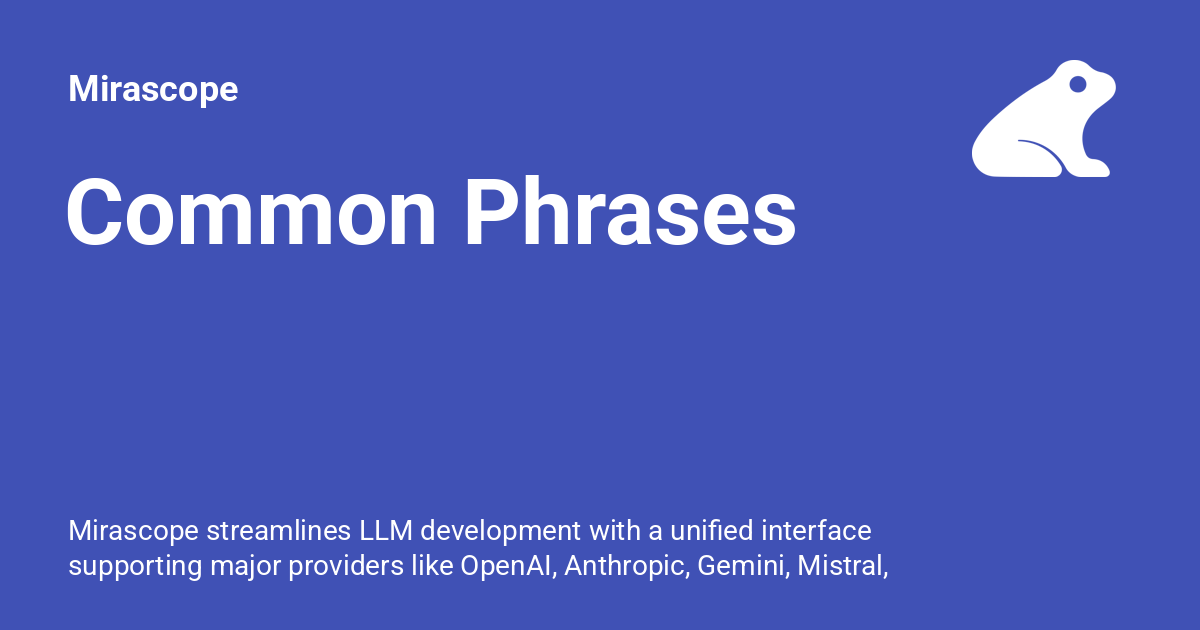 Mirascope
Common Phrases
Mirascope streamlines LLM development with a unified interface
supporting major providers like OpenAI, Anthropic, Gemini, Mistral,